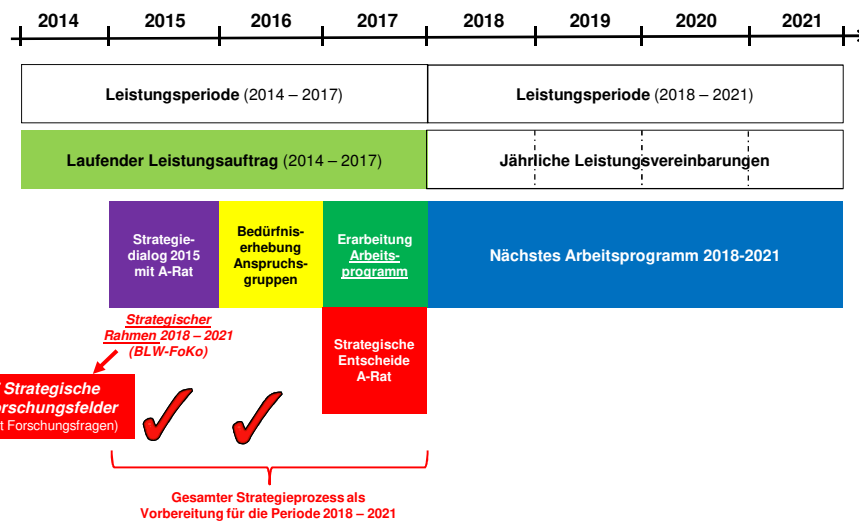 2014 2015 2016 2017 2018 2019 2020 2021
Leistungsperiode (2014 – 2017)
Leistungsperiode (2018 – 2021)
Laufender Leistungsauftrag (2014 – 2017)
Jährliche Leistungsvereinbarungen
Strategie-
dialog 2015
mit A-Rat
Bedürfnis-
erhebung
Anspruchs-
gruppen
Erarbeitung
Arbeits-
programm
Nächstes Arbeitsprogramm 2018-2021
Strategischer
Rahmen 2018 – 2021
(BLW-FoKo)
Strategische
Entscheide
A-Rat
Strategische
orschungsfelder
t Forschungsfragen)
Gesamter Strategieprozess als
Vorbereitung für die Periode 2018 – 2021